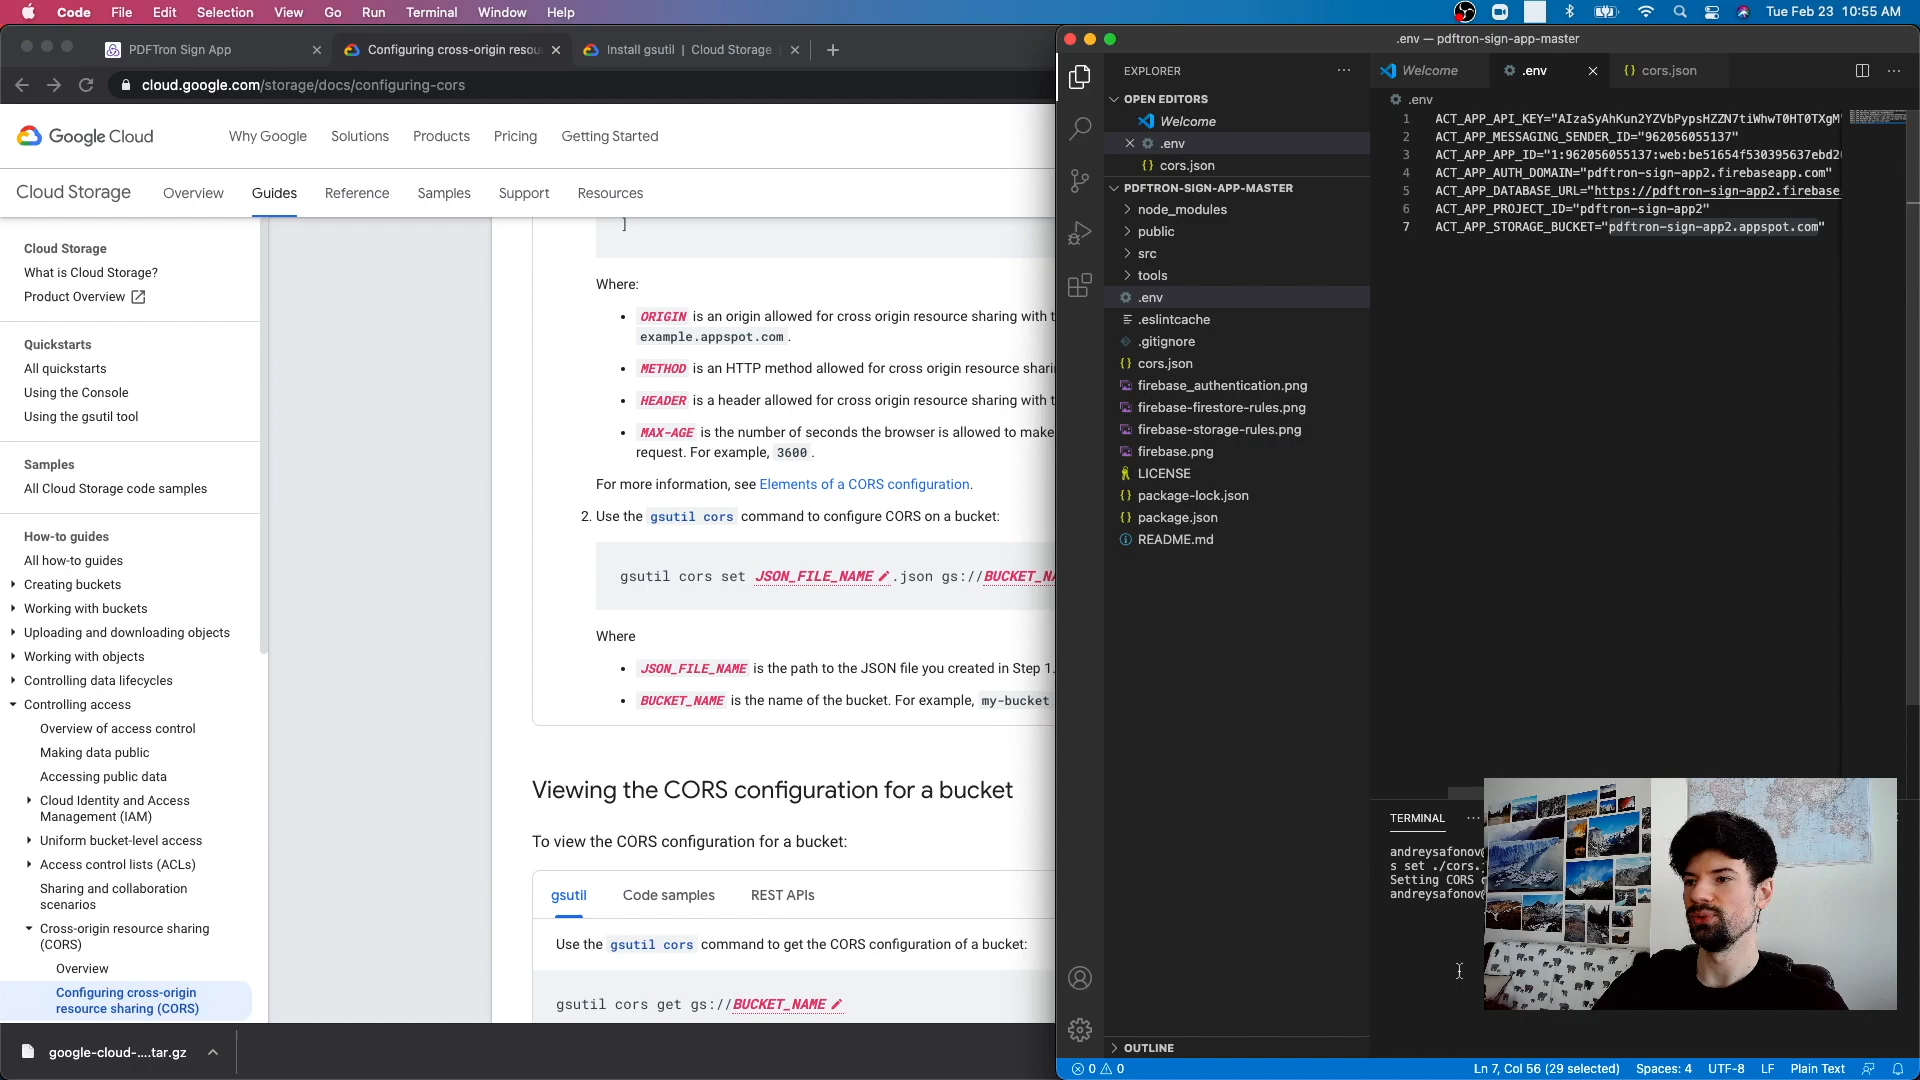 Code File Edit Selection View Go Run Terminal Window Help
Tue Feb 23 10:55 AM
PDFTron Sign App
Configuring cross-origin resou
Install gsutil | Cloud Storage
cloud.google.com/storage/docs/configuring-cors
Google Cloud
Why Google Solutions Products Pricing Getting Started
Cloud Storage Overview Guides Reference Samples Support Resources
Cloud Storage
What is Cloud Storage?
Product Overview
Quickstarts
All quickstarts
Using the Console
Using the gsutil tool
Samples
All Cloud Storage code samples
How-to guides
All how-to guides
Creating buckets
Working with buckets
Uploading and downloading objects
Working with objects
Controlling data lifecycles
Controlling access
Overview of access control
Making data public
Accessing public data
Cloud Identity and Access
Management (IAM)
Uniform bucket-level access
Access control lists (ACLs)
Sharing and collaboration
scenarios
Cross-origin resource sharing
(CORS)
Overview
Configuring cross-origin
resource sharing (CORS)
]
Where:
• ORIGIN is an origin allowed for cross origin resource sharing with t
example.appspot.com.
• METHOD is an HTTP method allowed for cross origin resource shari
• HEADER is a header allowed for cross origin resource sharing with t
• MAX-AGE is the number of seconds the browser is allowed to make
request. For example, 3600.
For more information, see Elements of a CORS configuration.
2. Use the gsutil cors command to configure CORS on a bucket:
gsutil cors set JSON_FILE_NAME.json gs://BUCKET_NA
Where
• JSON_FILE_NAME is the path to the JSON file you created in Step 1.
• BUCKET_NAME is the name of the bucket. For example, my-bucket
Viewing the CORS configuration for a bucket
To view the CORS configuration for a bucket:
gsutil Code samples REST APIs
Use the gsutil cors command to get the CORS configuration of a bucket:
gsutil cors get gs://BUCKET_NAME
google-cloud-....tar.gz
.env — pdftron-sign-app-master
EXPLORER
OPEN EDITORS
Welcome
.env
cors.json
PDFTRON-SIGN-APP-MASTER
node_modules
public
src
tools
.env
.eslintcache
.gitignore
cors.json
firebase_authentication.png
firebase-firestore-rules.png
firebase-storage-rules.png
firebase.png
LICENSE
package-lock.json
package.json
README.md
OUTLINE
Welcome .env cors.json
.env
1 ACT_APP_API_KEY="AIzaSyAhKun2YZVbPypsHZZN7tiWhwT0HT0TXgM"
2 ACT_APP_MESSAGING_SENDER_ID="962056055137"
3 ACT_APP_APP_ID="1:962056055137:web:be51654f530395637ebd20
4 ACT_APP_AUTH_DOMAIN="pdftron-sign-app2.firebaseapp.com"
5 ACT_APP_DATABASE_URL="https://pdftron-sign-app2.firebase
6 ACT_APP_PROJECT_ID="pdftron-sign-app2"
7 ACT_APP_STORAGE_BUCKET="pdftron-sign-app2.appspot.com"
TERMINAL
andreysafonov@
s set ./cors.
Setting CORS
andreysafonov@
0 0
Ln 7, Col 56 (29 selected) Spaces: 4 UTF-8 LF Plain Text